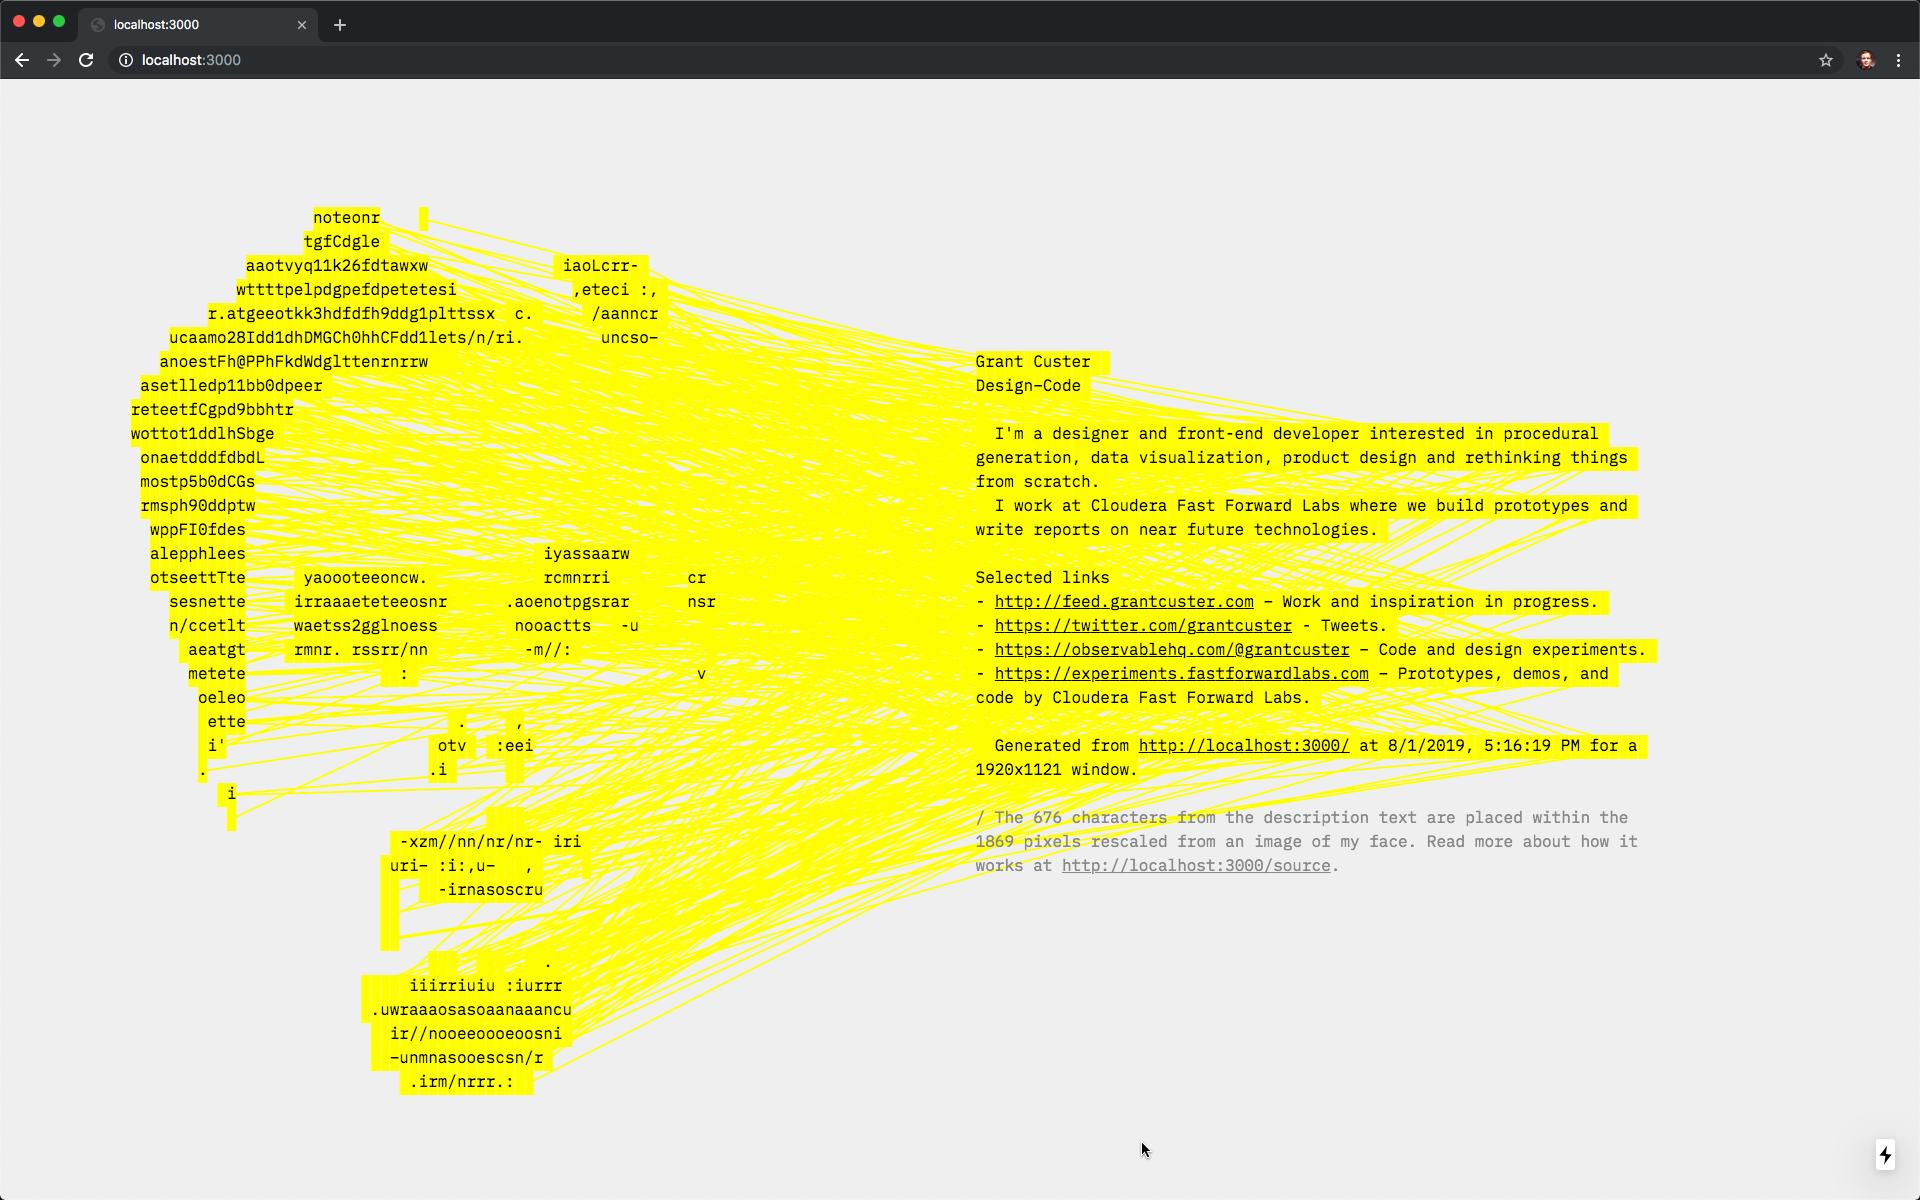 localhost:3000
localhost:3000
noteonr
tgfCdgle
aaotvyq11k26fdtawxw iaoLcrr-
wttttpelpdgpefdpetetesi ,eteci :,
r.atgeeotkk3hdfdfh9ddg1plttssx c. /aanncr
ucaamo28Idd1dhDMGCh0hhCFdd1lets/n/ri. uncso–
anoestFh@PPhFkdWdglttenrnrrw
asetlledp11bb0dpeer
reteetfCgpd9bbhtr
wottot1ddlhSbge
onaetdddfdbdL
mostp5b0dCGs
rmsph90ddptw
wppFI0fdes
alepphlees iyassaarw
otseettTte yaoooteeoncw. rcmnrri cr
sesnette irraaaeteteeosnr .aoenotpgsrar nsr
n/ccetlt waetss2gglnoess nooactts -u
aeatgt rmnr. rssrr/nn -m//:
metete : v
oeleo
ette . ,
i' otv :eei
. .i
i
-xzm//nn/nr/nr- iri
uri– :i:,u– ,
-irnasoscru
.
iiirriuiu :iurrr
.uwraaaosasoaanaaancu
ir//nooeeoooeoosni
–unmnasooescsn/r
.irm/nrrr.:
Grant Custer
Design–Code
I'm a designer and front-end developer interested in procedural
generation, data visualization, product design and rethinking things
from scratch.
I work at Cloudera Fast Forward Labs where we build prototypes and
write reports on near future technologies.
Selected links
- http://feed.grantcuster.com – Work and inspiration in progress.
- https://twitter.com/grantcuster - Tweets.
- https://observablehq.com/@grantcuster – Code and design experiments.
- https://experiments.fastforwardlabs.com – Prototypes, demos, and
code by Cloudera Fast Forward Labs.
Generated from http://localhost:3000/ at 8/1/2019, 5:16:19 PM for a
1920x1121 window.
/ The 676 characters from the description text are placed within the
1869 pixels rescaled from an image of my face. Read more about how it
works at http://localhost:3000/source.